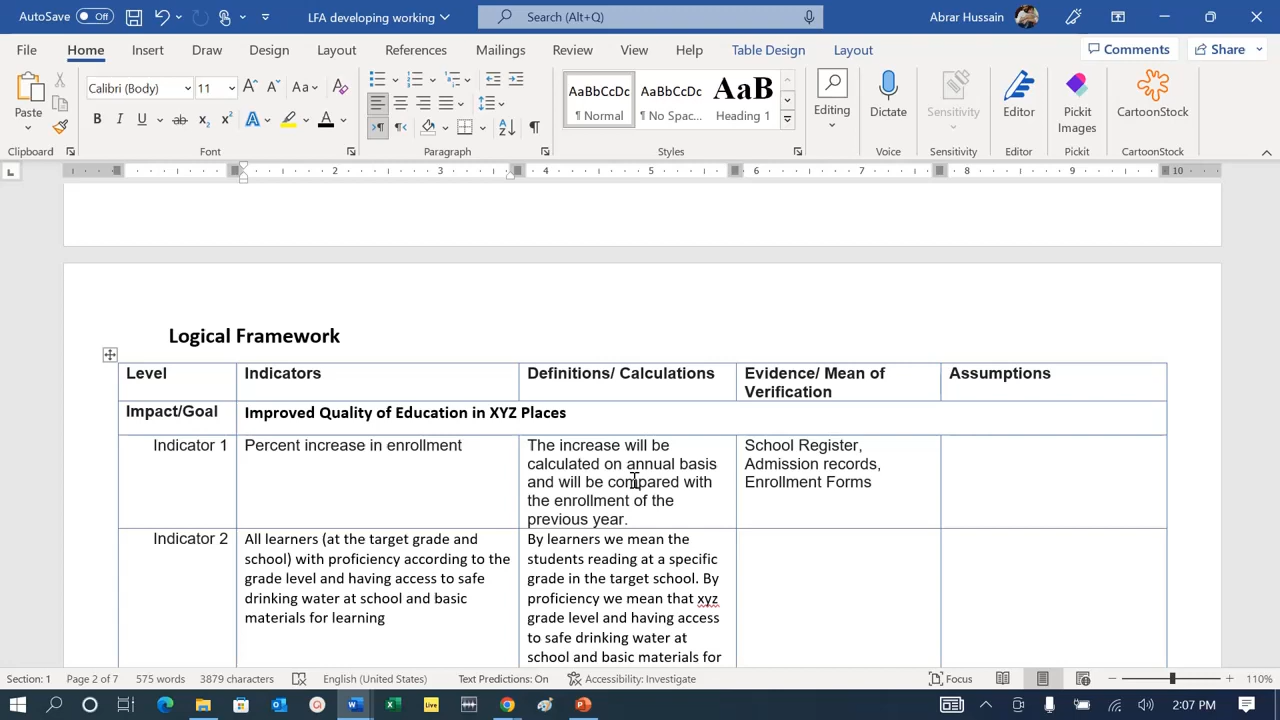 AutoSave Off LFA developing working Search (Alt+Q) Abrar Hussain
File Home Insert Draw Design Layout References Mailings Review View Help Table Design Layout Comments Share
Paste Calibri (Body) 11 AaBbCcDc AaBbCcDc AaB Editing Dictate Sensitivity Editor Pickit Images CartoonStock
¶ Normal ¶ No Spac... Heading 1
Clipboard Font Paragraph Styles Voice Sensitivity Editor Pickit CartoonStock
2 3 4 5 6 7 8 9 10
Logical Framework
Level Indicators Definitions/ Calculations Evidence/ Mean of Verification Assumptions
Impact/Goal Improved Quality of Education in XYZ Places
Indicator 1 Percent increase in enrollment
The increase will be
calculated on annual basis
and will be compared with
the enrollment of the
previous year.
School Register,
Admission records,
Enrollment Forms
Indicator 2
All learners (at the target grade and
school) with proficiency according to the
grade level and having access to safe
drinking water at school and basic
materials for learning
By learners we mean the
students reading at a specific
grade in the target school. By
proficiency we mean that xyz
grade level and having access
to safe drinking water at
school and basic materials for
Section: 1 Page 2 of 7 575 words 3879 characters English (United States) Text Predictions: On Accessibility: Investigate Focus 110%
2:07 PM